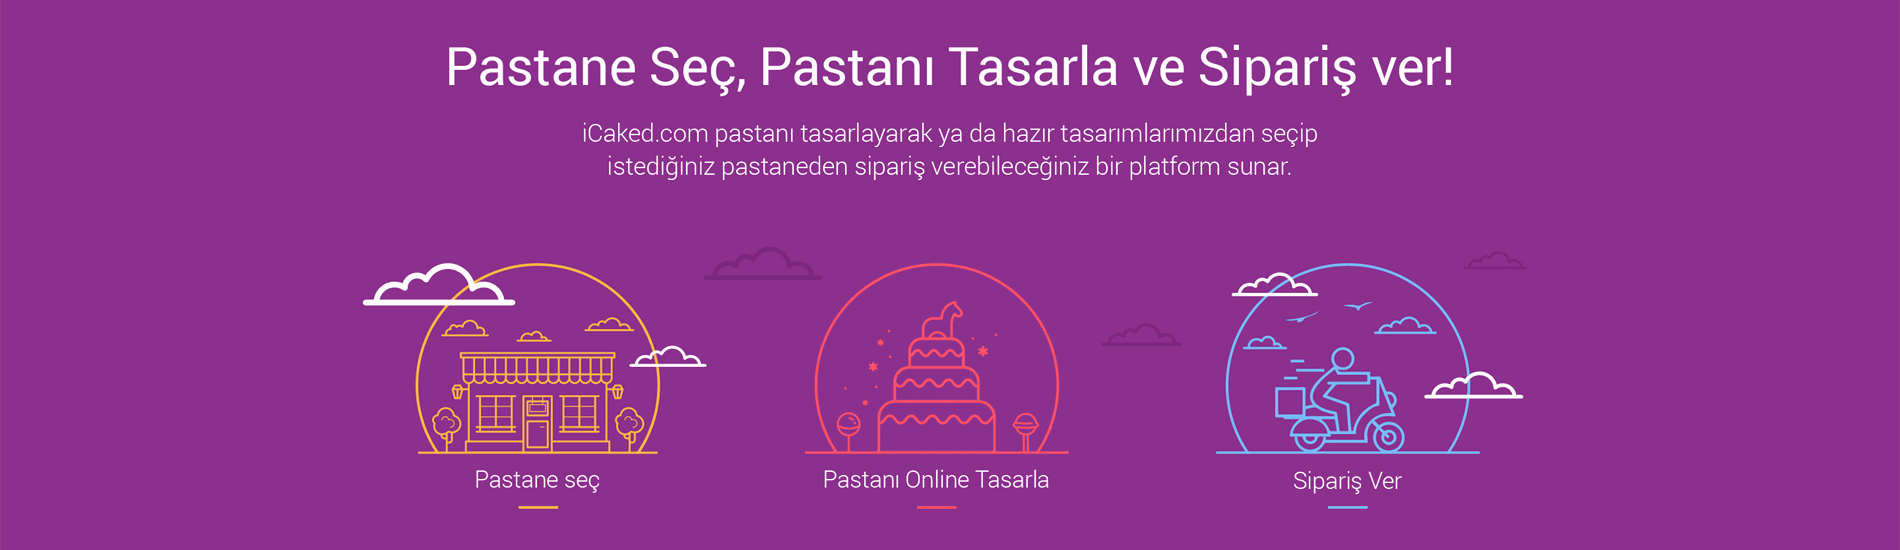 Pastane Seç, Pastanı Tasarla ve Sipariş ver!
iCaked.com pastanı tasarlayarak ya da hazır tasarımlarımızdan seçip
istediğiniz pastaneden sipariş verebileceğiniz bir platform sunar.
Pastane seç
Pastanı Online Tasarla
Sipariş Ver